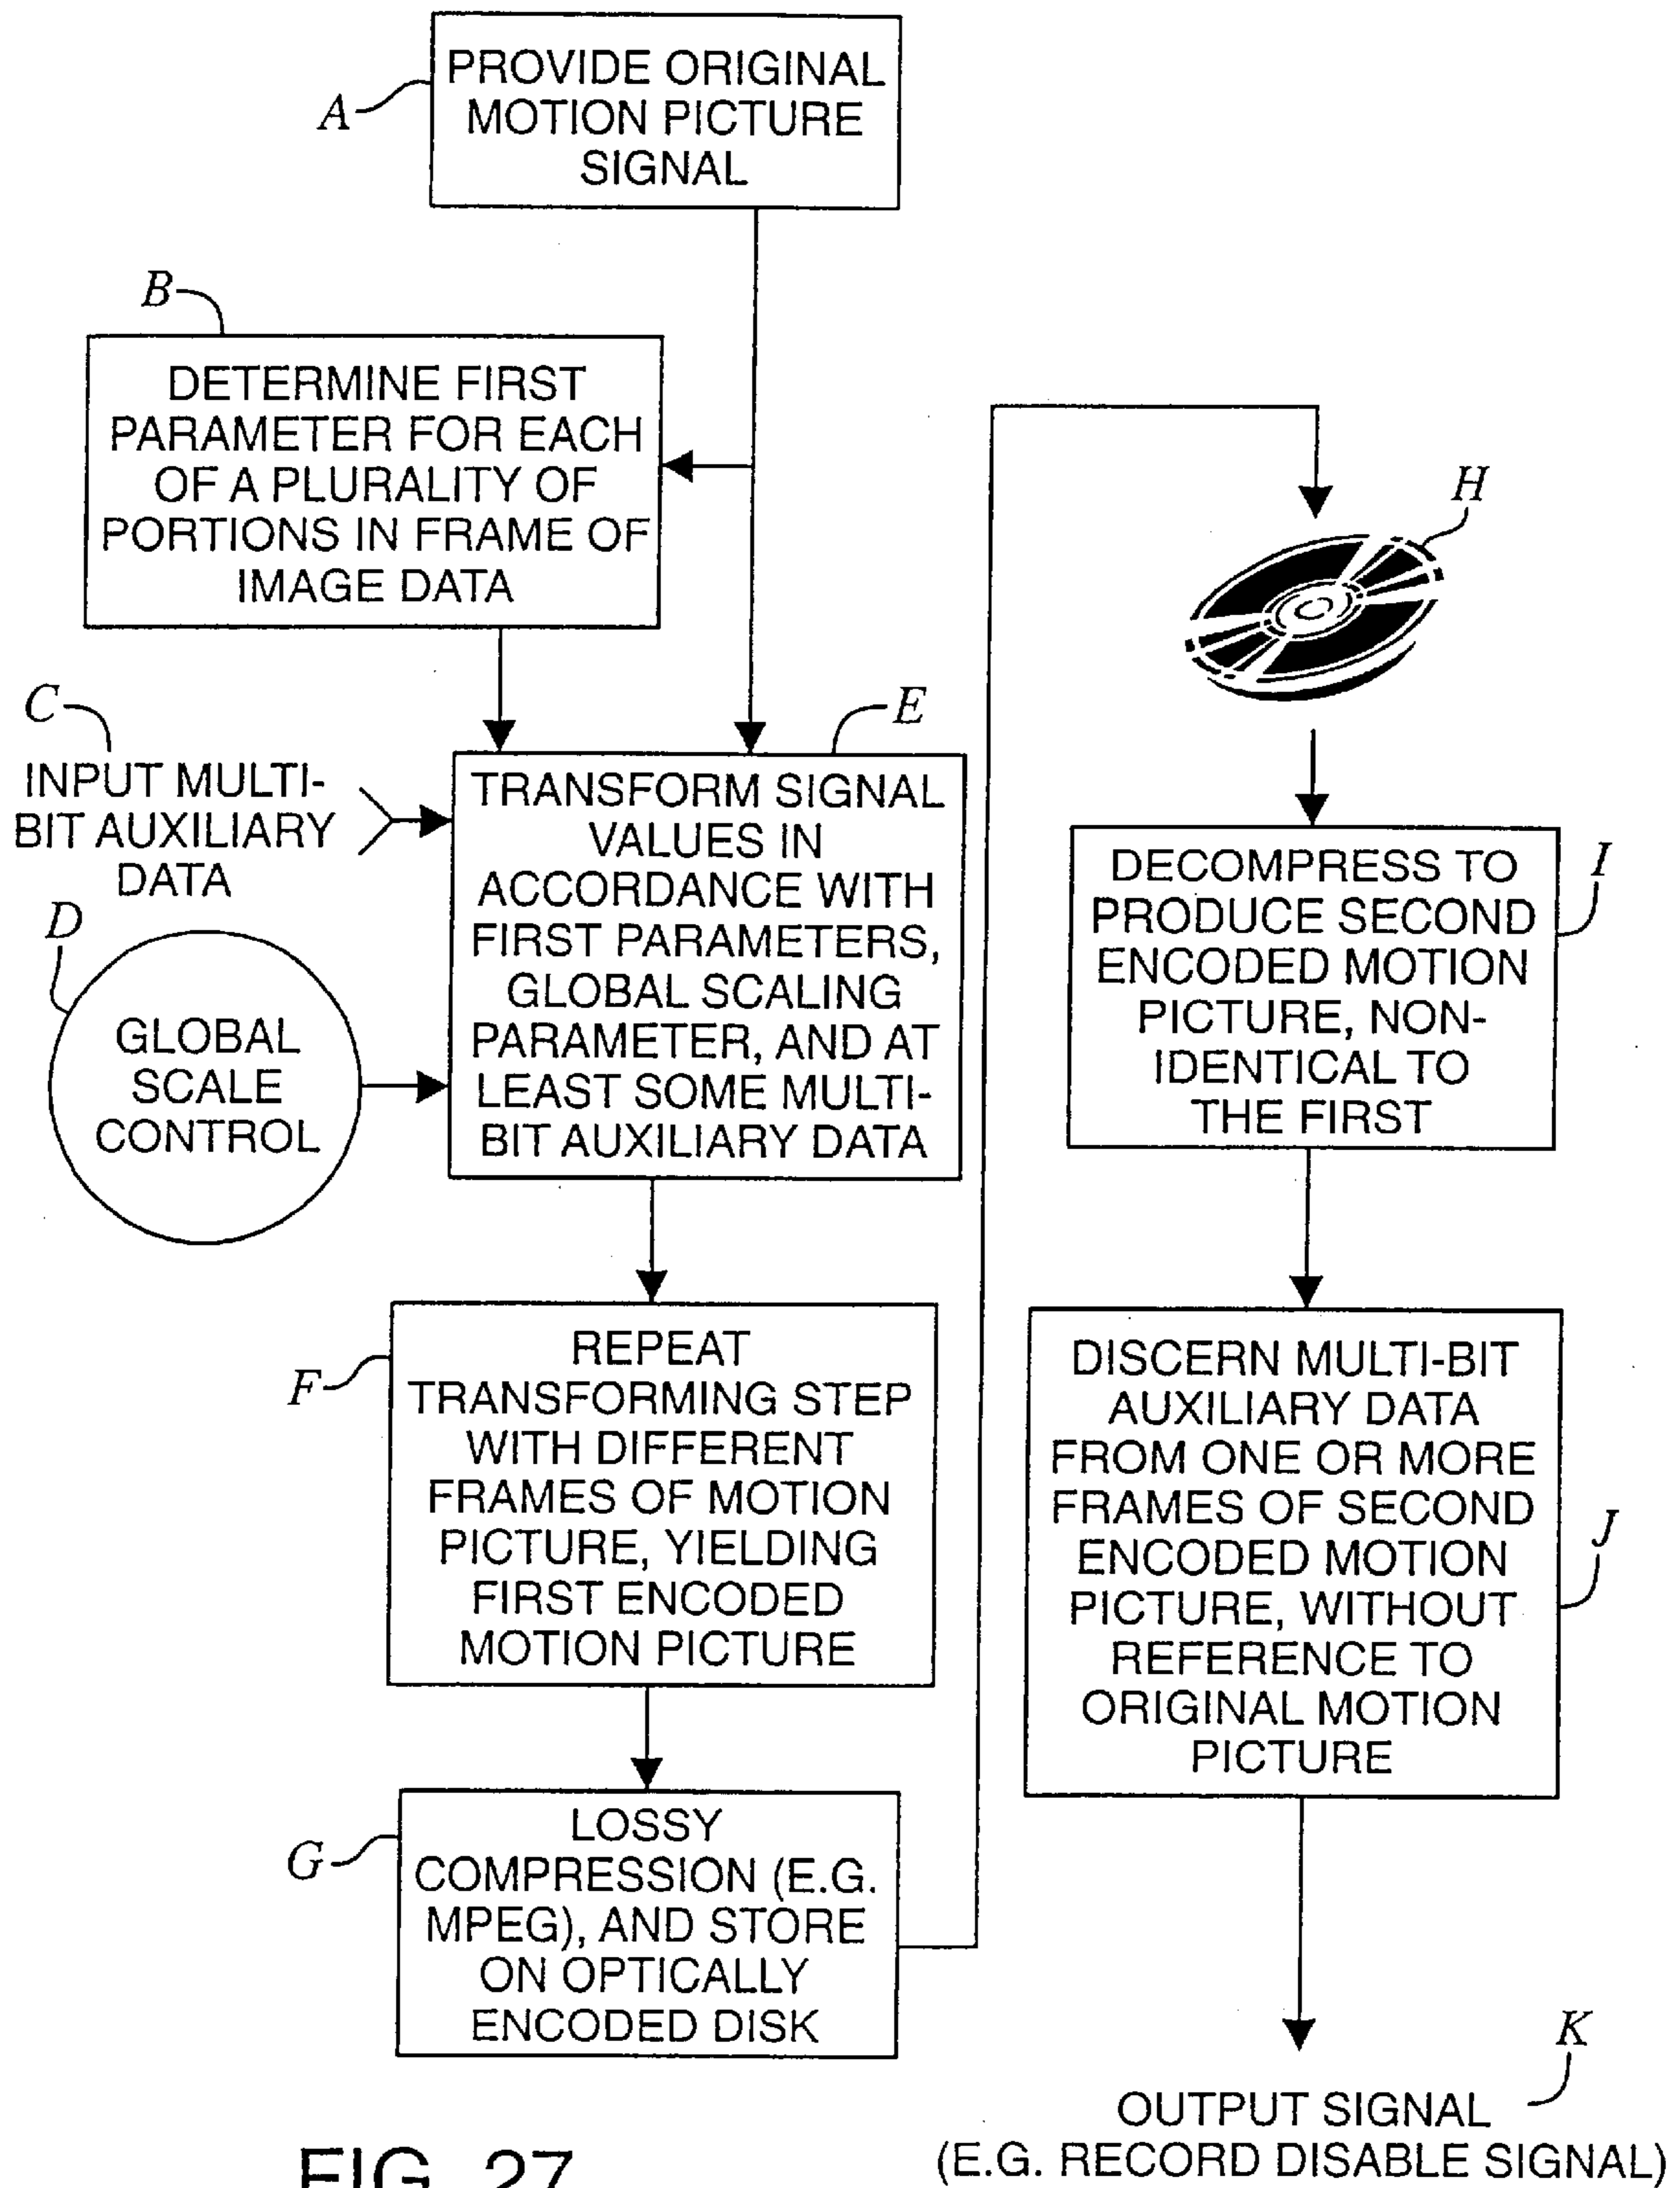 A
PROVIDE ORIGINAL
MOTION PICTURE
SIGNAL
B
DETERMINE FIRST
PARAMETER FOR EACH
OF A PLURALITY OF
PORTIONS IN FRAME OF
IMAGE DATA
C
INPUT MULTI-
BIT AUXILIARY
DATA
D
GLOBAL
SCALE
CONTROL
E
TRANSFORM SIGNAL
VALUES IN
ACCORDANCE WITH
FIRST PARAMETERS,
GLOBAL SCALING
PARAMETER, AND AT
LEAST SOME MULTI-
BIT AUXILIARY DATA
F
REPEAT
TRANSFORMING STEP
WITH DIFFERENT
FRAMES OF MOTION
PICTURE, YIELDING
FIRST ENCODED
MOTION PICTURE
G
LOSSY
COMPRESSION (E.G.
MPEG), AND STORE
ON OPTICALLY
ENCODED DISK
H
I
DECOMPRESS TO
PRODUCE SECOND
ENCODED MOTION
PICTURE, NON-
IDENTICAL TO
THE FIRST
J
DISCERN MULTI-BIT
AUXILIARY DATA
FROM ONE OR MORE
FRAMES OF SECOND
ENCODED MOTION
PICTURE, WITHOUT
REFERENCE TO
ORIGINAL MOTION
PICTURE
K
OUTPUT SIGNAL
(E.G. RECORD DISABLE SIGNAL)
FIG. 27